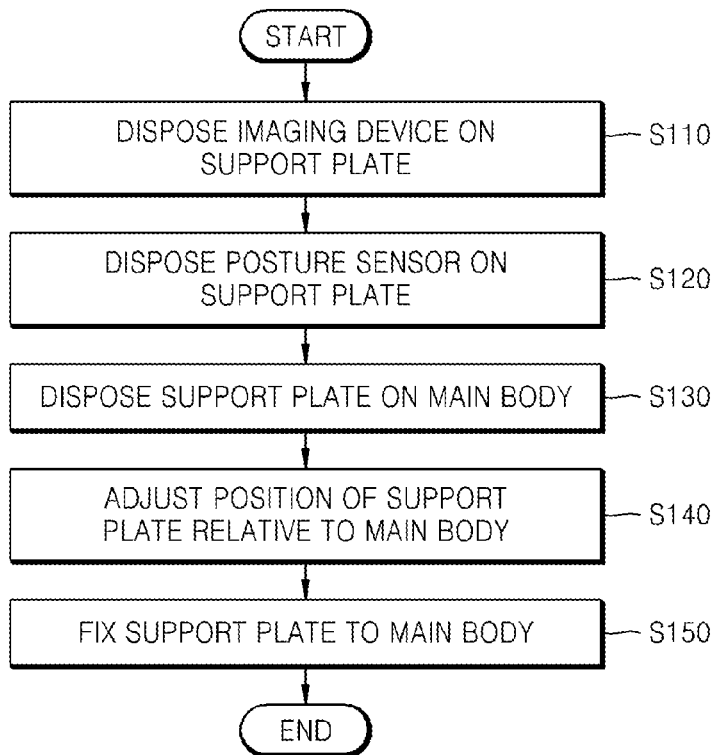 START
DISPOSE IMAGING DEVICE ON
SUPPORT PLATE
S110
DISPOSE POSTURE SENSOR ON
SUPPORT PLATE
S120
DISPOSE SUPPORT PLATE ON MAIN BODY
S130
ADJUST POSITION OF SUPPORT
PLATE RELATIVE TO MAIN BODY
S140
FIX SUPPORT PLATE TO MAIN BODY
S150
END